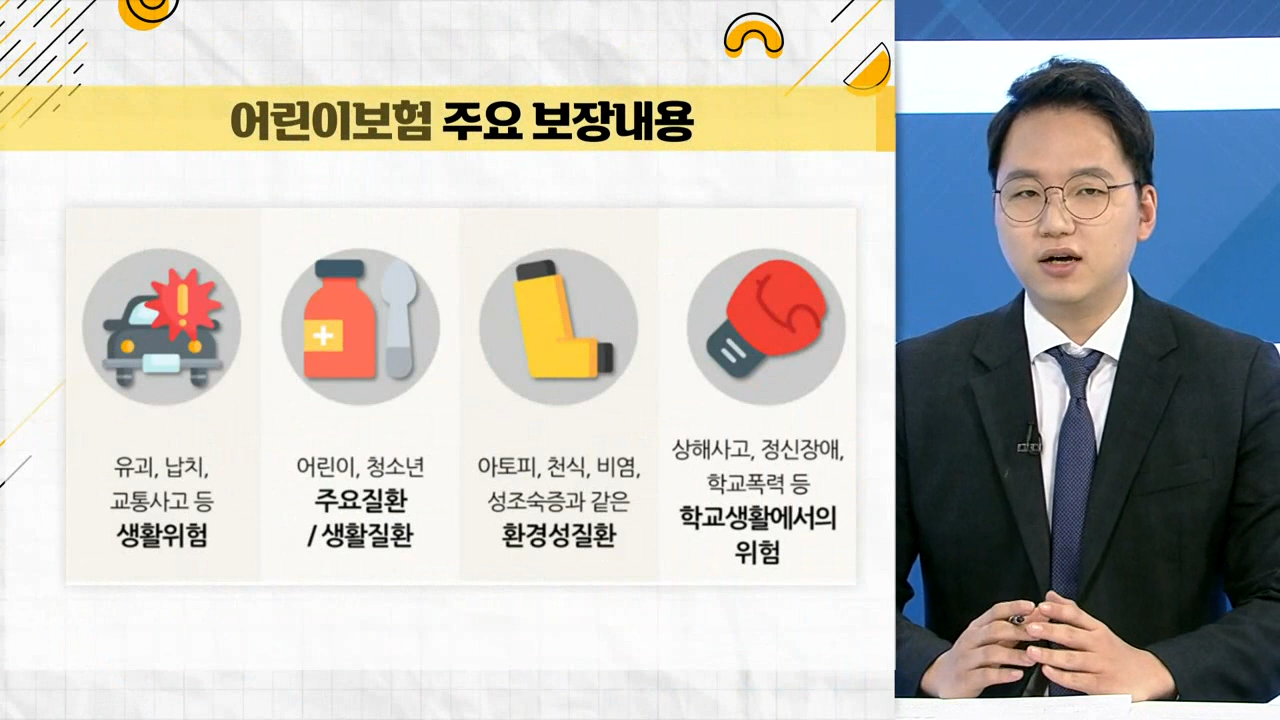 어린이보험 주요 보장내용
유괴, 납치,
교통사고 등
생활위험
어린이, 청소년
주요질환
/ 생활질환
아토피, 천식, 비염,
성조숙증과 같은
환경성질환
상해사고, 정신장애,
학교폭력 등
학교생활에서의
위험